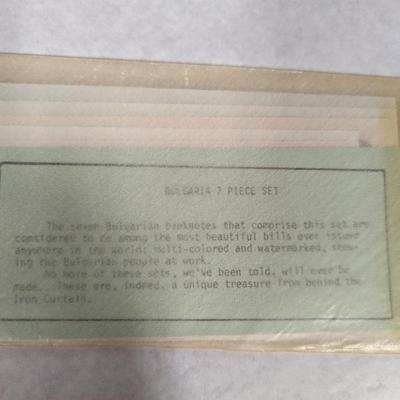 BULGARIA 7 PIECE SET
The seven Bulgarian banknotes that comprise this set are
considered to be among the most beautiful bills ever issued
anywhere in the world; multi-colored and watermarked, show-
ing the Bulgarian people at work.
No more of these sets, we've been told, will ever be
made. These are, indeed, a unique treasure from behind the
Iron Curtain.